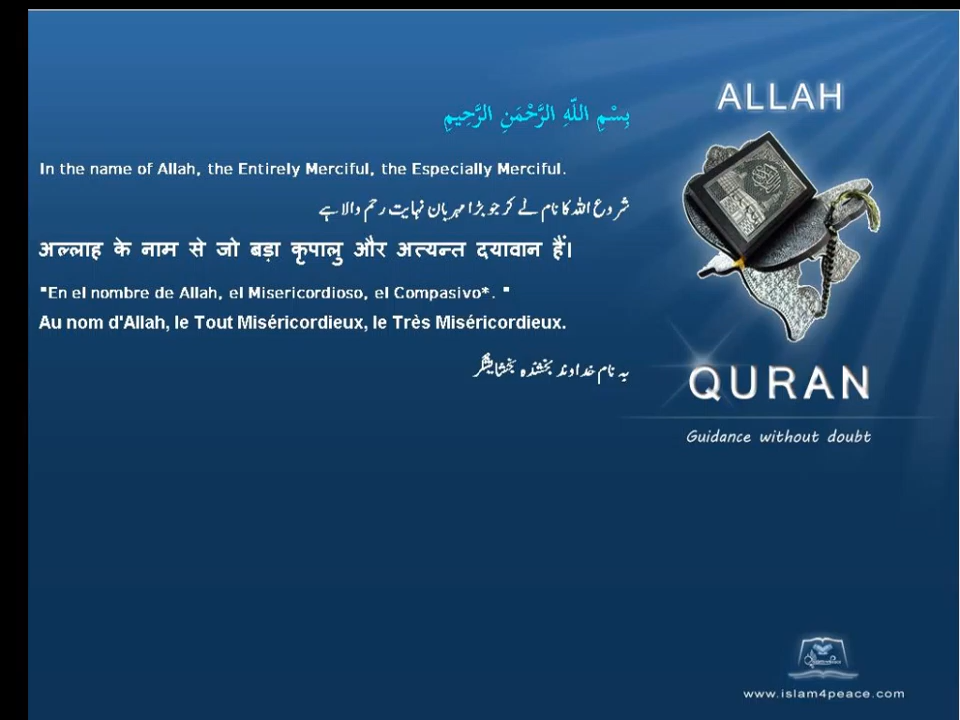 بِسْمِ اللّهِ الرَّحْمَنِ الرَّحِيمِ
In the name of Allah, the Entirely Merciful, the Especially Merciful.
شروع اللہ کا نام لے کر جو بڑا مہربان نہایت رحم والا ہے
अल्लाह के नाम से जो बड़ा कृपालु और अत्यन्त दयावान हैं।
"En el nombre de Allah, el Misericordioso, el Compasivo*. "
Au nom d'Allah, le Tout Miséricordieux, le Très Miséricordieux.
به نام خداوند بخشنده بخشایشگر
ALLAH
QURAN
Guidance without doubt
www.islam4peace.com